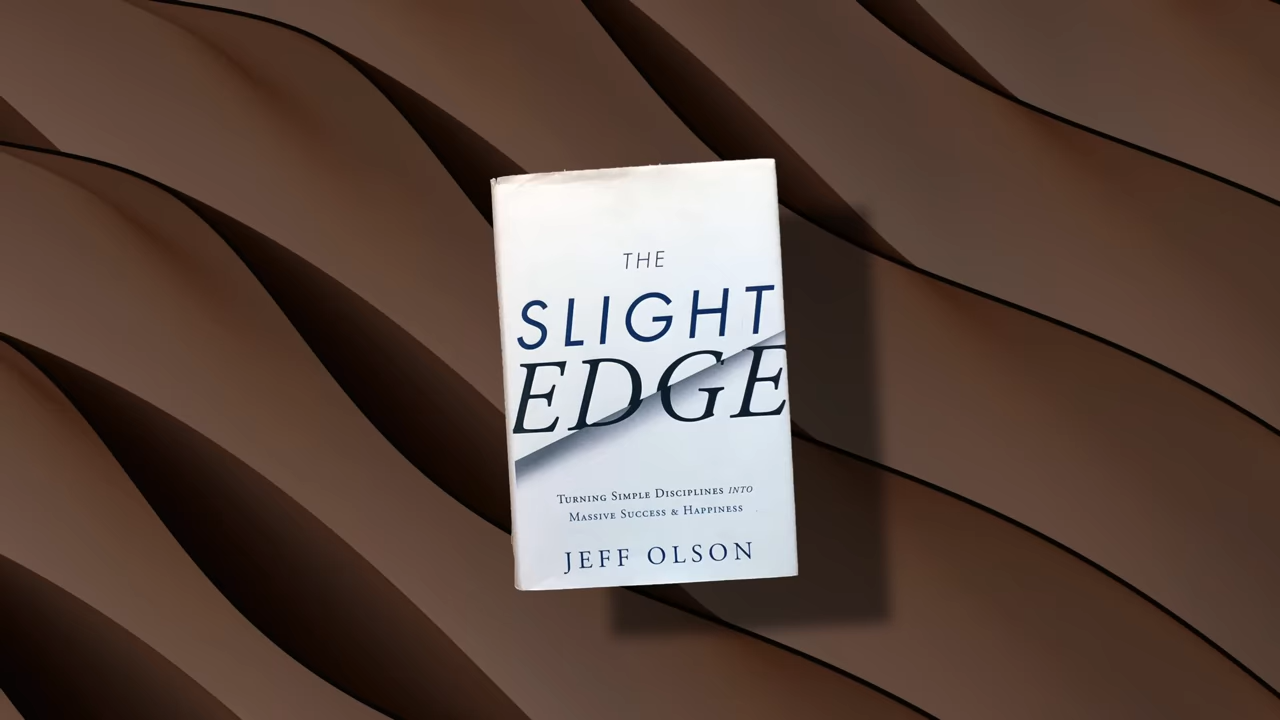 THE
SLIGHT
EDGE
Turning Simple Disciplines into
Massive Success & Happiness
JEFF OLSON